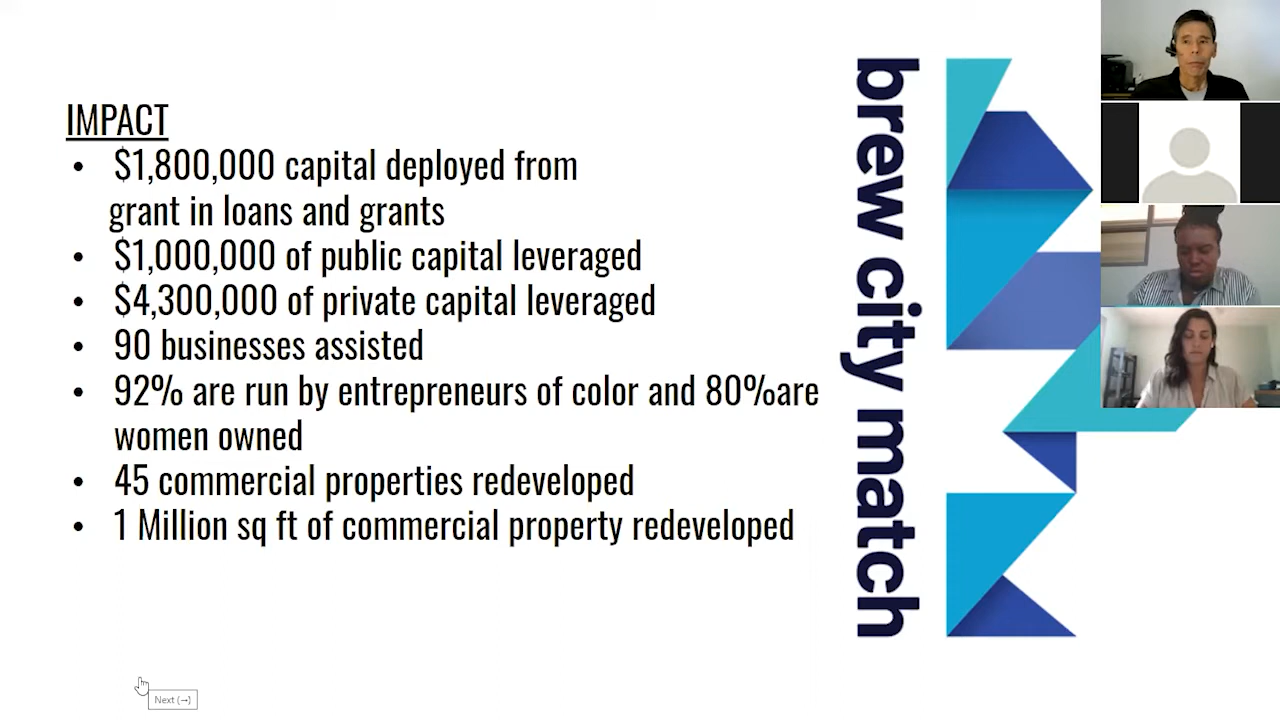 IMPACT
• $1,800,000 capital deployed from
grant in loans and grants
• $1,000,000 of public capital leveraged
• $4,300,000 of private capital leveraged
• 90 businesses assisted
• 92% are run by entrepreneurs of color and 80%are
women owned
• 45 commercial properties redeveloped
• 1 Million sq ft of commercial property redeveloped
brew city match
Next (→)